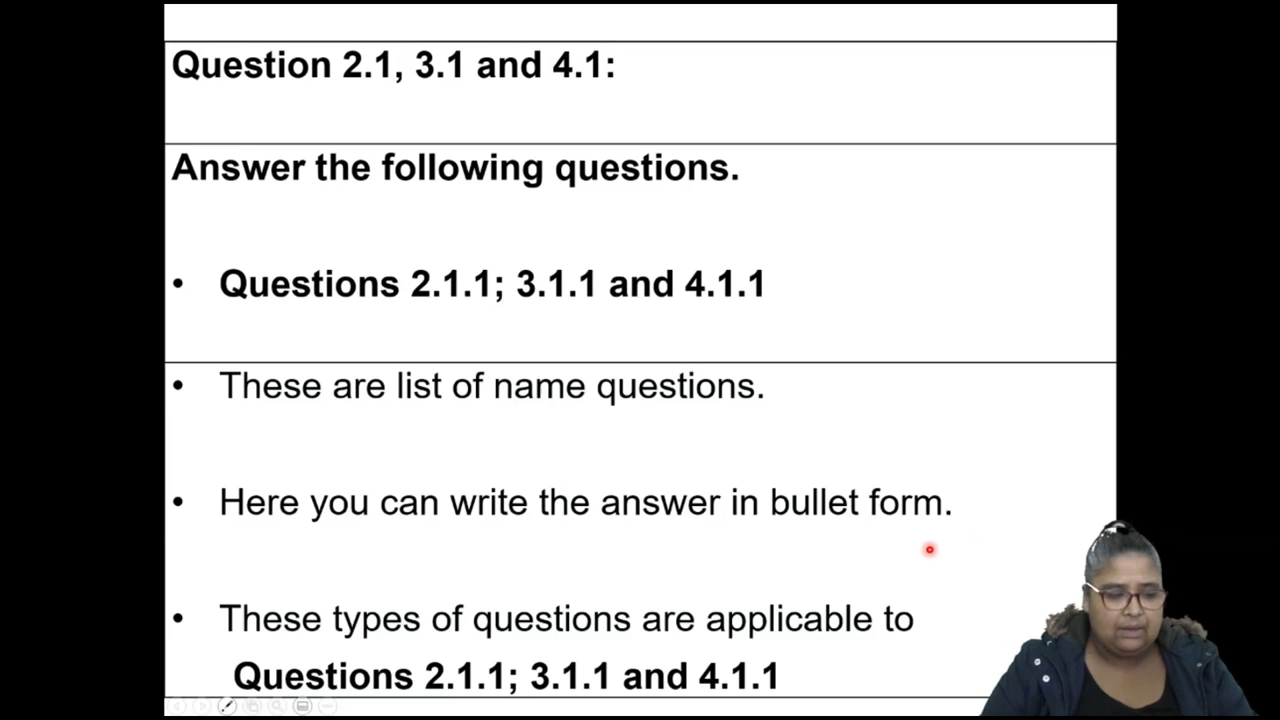 Question 2.1, 3.1 and 4.1:
Answer the following questions.
• Questions 2.1.1; 3.1.1 and 4.1.1
• These are list of name questions.
• Here you can write the answer in bullet form.
• These types of questions are applicable to
Questions 2.1.1; 3.1.1 and 4.1.1